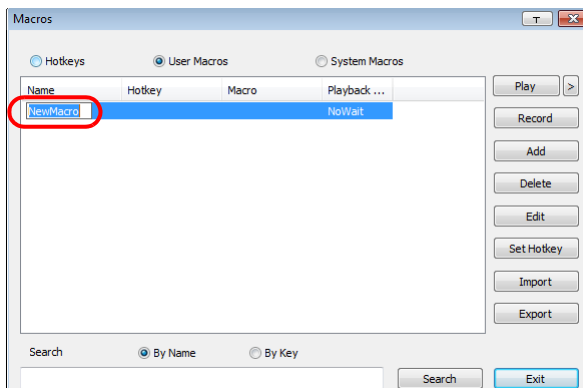 Macros
T
Hotkeys User Macros System Macros
Name Hotkey Macro Playback ...
NewMacro NoWait
Play >
Record
Add
Delete
Edit
Set Hotkey
Import
Export
Search By Name By Key
Search Exit